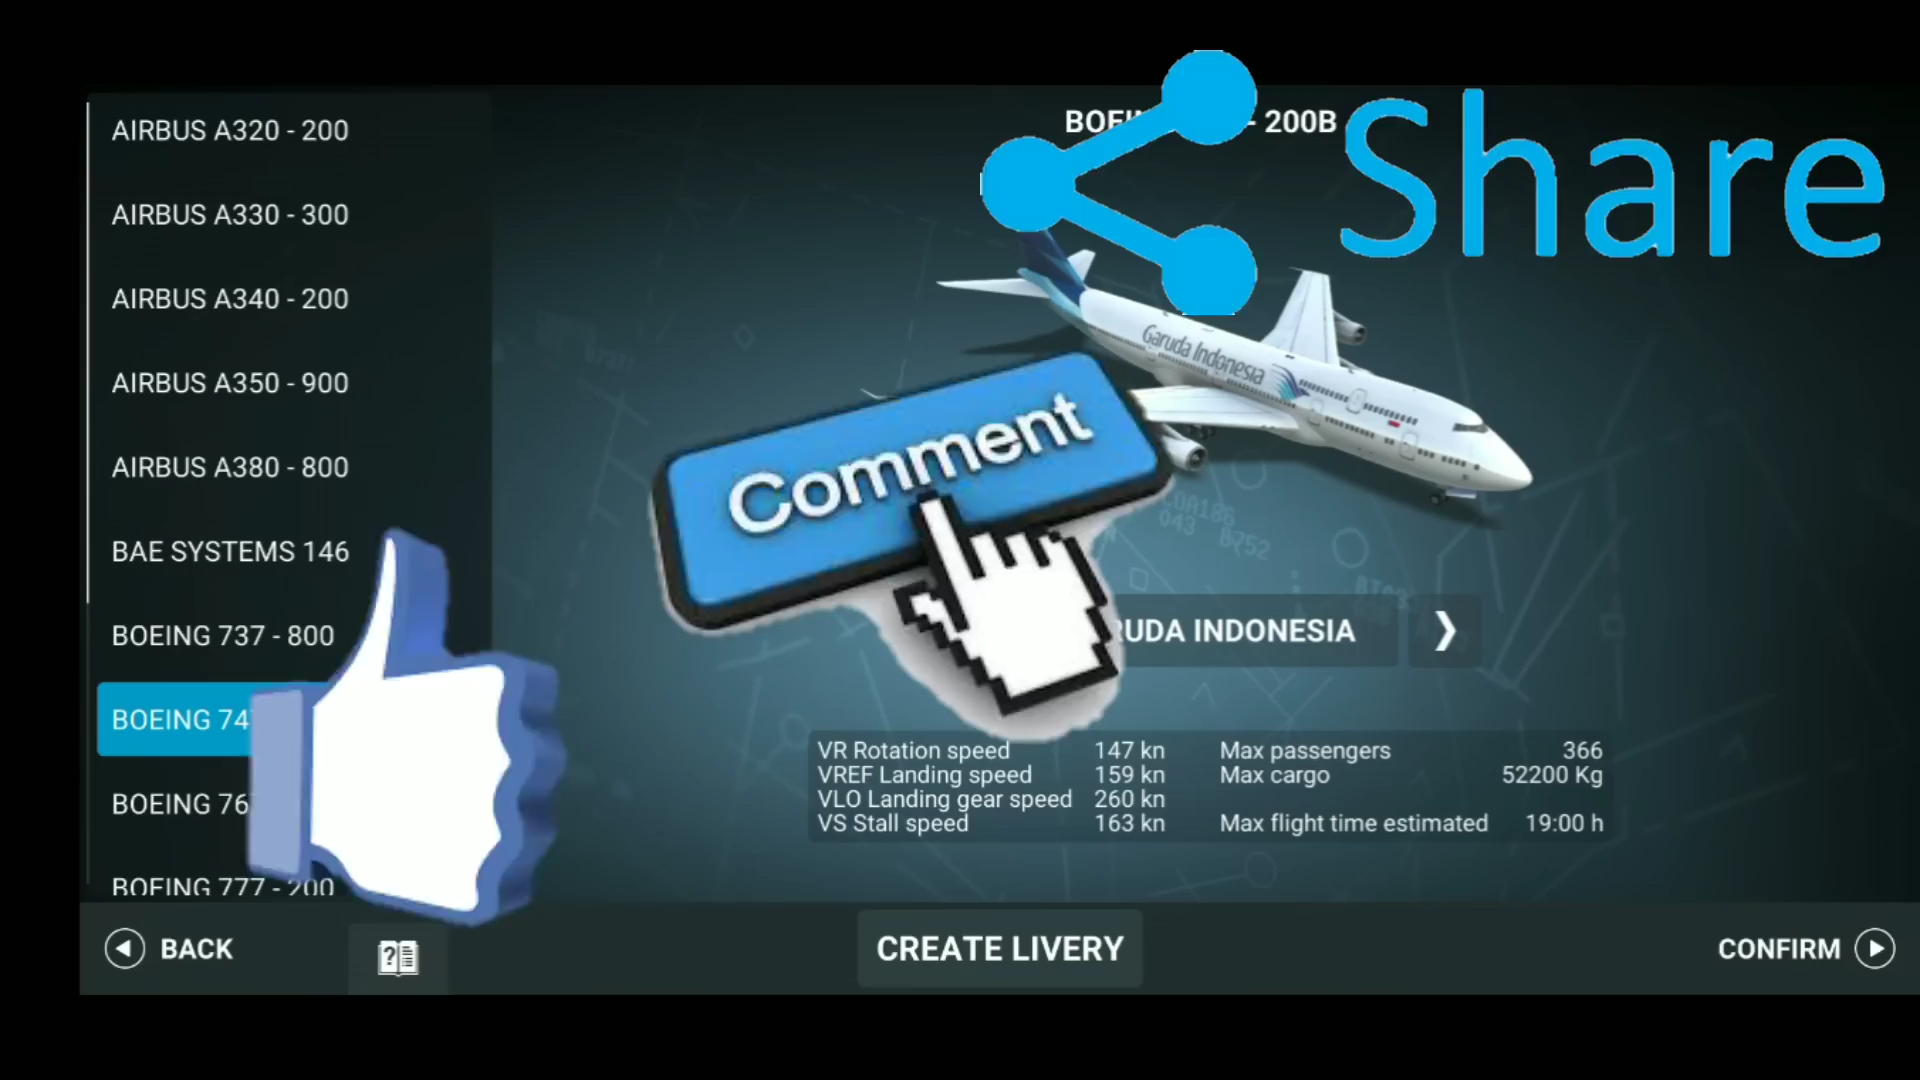 AIRBUS A320 - 200
AIRBUS A330 - 300
AIRBUS A340 - 200
AIRBUS A350 - 900
AIRBUS A380 - 800
BAE SYSTEMS 146
BOEING 737 - 800
BOEING 74
BOEING 76
BOEING 777 - 200
- 200B
Share
Garuda Indonesia
Comment
INDONESIA
❯
VR Rotation speed 147 kn Max passengers 366
VREF Landing speed 159 kn Max cargo 52200 Kg
VLO Landing gear speed 260 kn
VS Stall speed 163 kn Max flight time estimated 19:00 h
BACK
CREATE LIVERY
CONFIRM